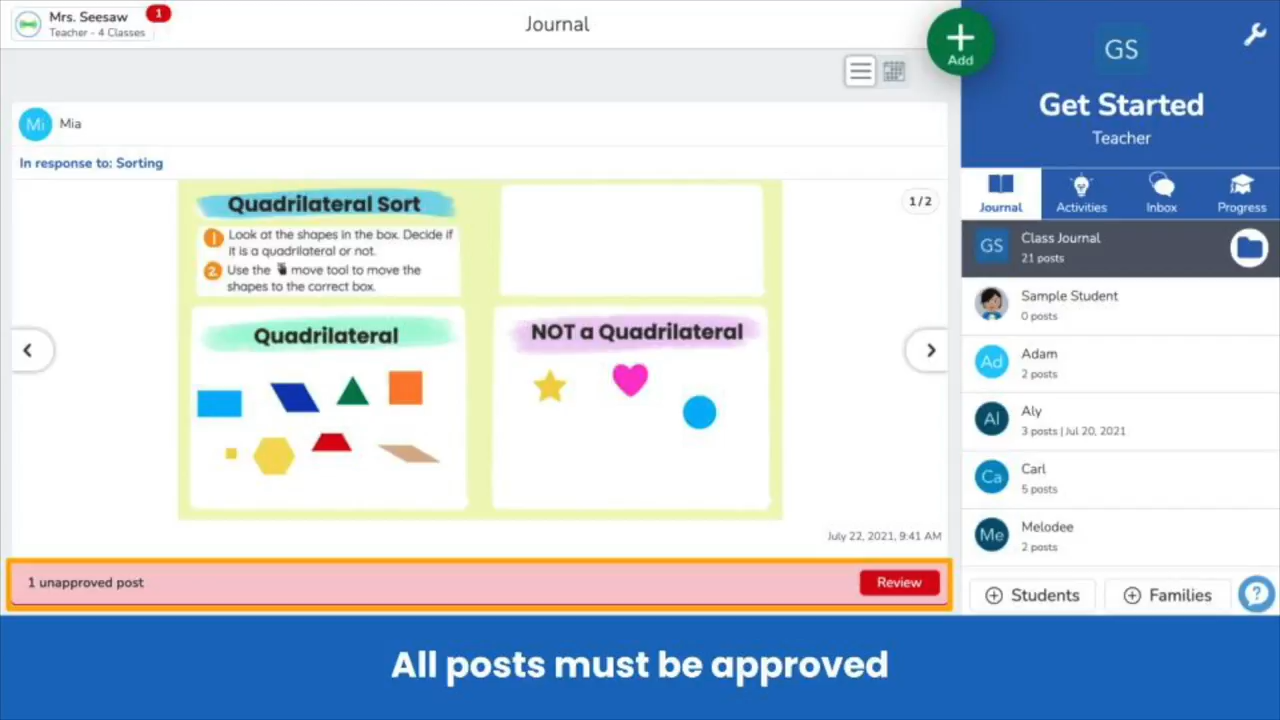 Mrs. Seesaw
1
Teacher - 4 Classes
Journal
Add
GS
Get Started
Teacher
Journal
Activities
Inbox
Progress
Mi
Mia
In response to: Sorting
1/2
Quadrilateral Sort
1 Look at the shapes in the box. Decide if
it is a quadrilateral or not.
2. Use the move tool to move the
shapes to the correct box.
Quadrilateral
NOT a Quadrilateral
July 22, 2021, 9:41 AM
1 unapproved post
Review
GS
Class Journal
21 posts
Sample Student
0 posts
Ad
Adam
2 posts
Al
Aly
3 posts | Jul 20, 2021
Ca
Carl
5 posts
Me
Melodee
2 posts
Students
Families
?
All posts must be approved